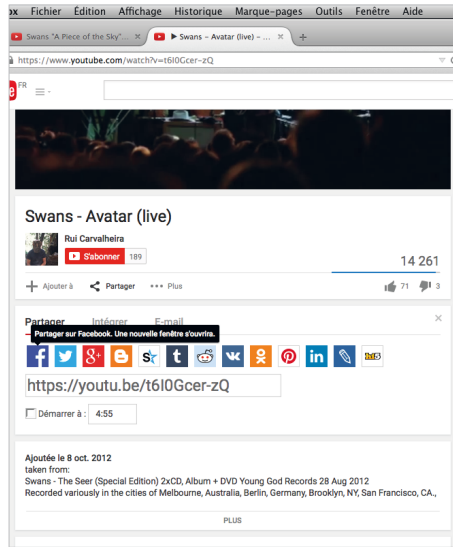 ox Fichier Édition Affichage Historique Marque-pages Outils Fenêtre Aide
Swans "A Piece of the Sky"... × ▶ Swans – Avatar (live) – ... × +
https://www.youtube.com/watch?v=t6I0Gcer-zQ
e FR
Swans - Avatar (live)
Rui Carvalheira
S'abonner 189
14 261
Ajouter à Partager Plus 71 3
Partager Intégrer E-mail ×
Partager sur Facebook. Une nouvelle fenêtre s'ouvrira.
f g+ B t in hi5
https://youtu.be/t6I0Gcer-zQ
Démarrer à : 4:55
Ajoutée le 8 oct. 2012
taken from:
Swans - The Seer (Special Edition) 2xCD, Album + DVD Young God Records 28 Aug 2012
Recorded variously in the cities of Melbourne, Australia, Berlin, Germany, Brooklyn, NY, San Francisco, CA.,
PLUS